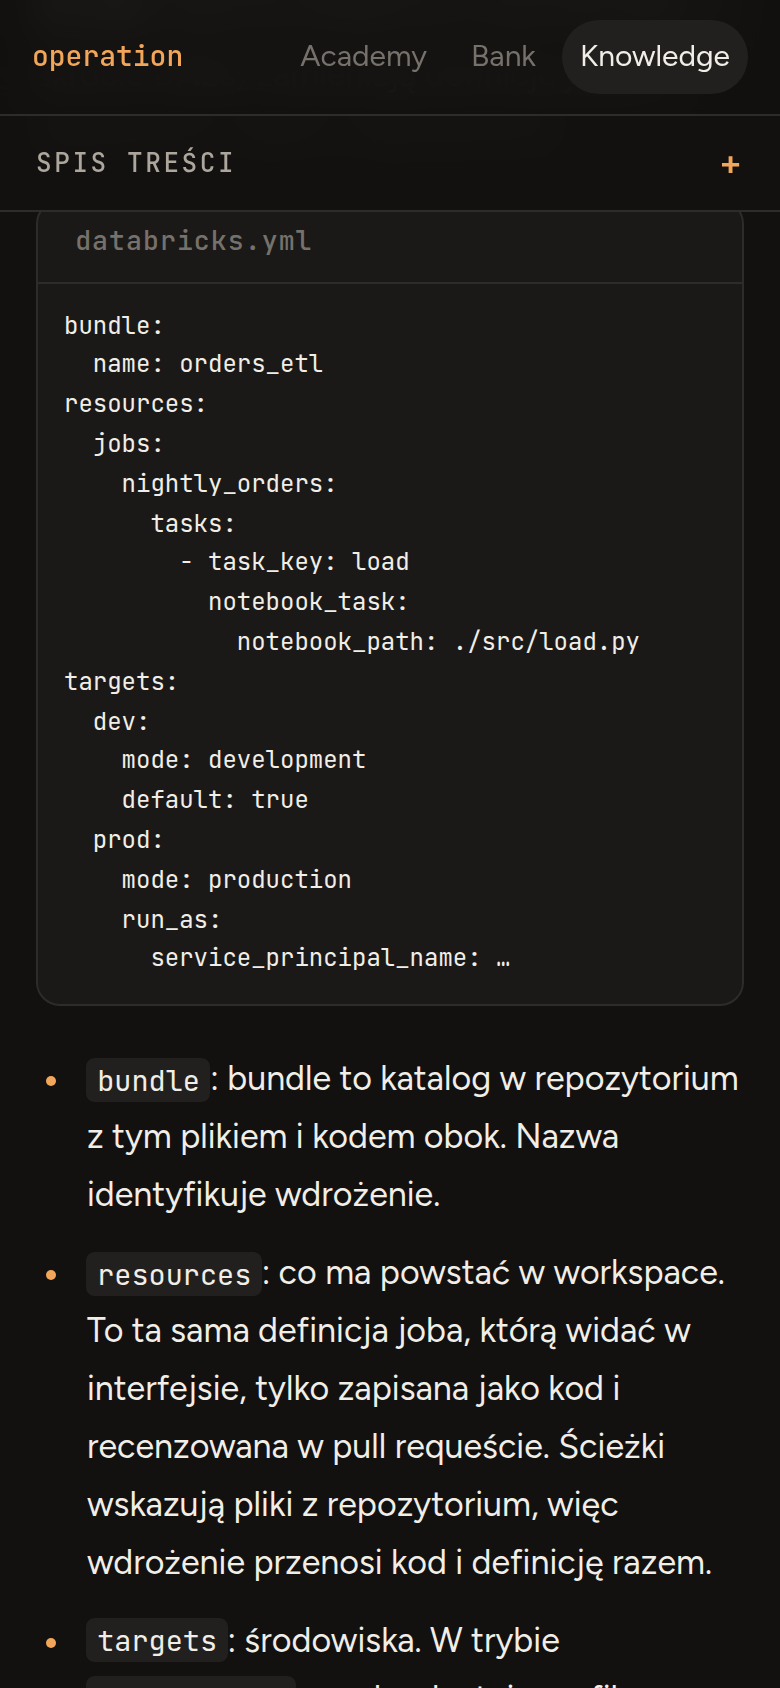 operation
Academy
Bank
Knowledge
SPIS TREŚCI
+
databricks.yml
bundle:
  name: orders_etl
resources:
  jobs:
    nightly_orders:
      tasks:
        - task_key: load
          notebook_task:
            notebook_path: ./src/load.py
targets:
  dev:
    mode: development
    default: true
  prod:
    mode: production
    run_as:
      service_principal_name: …
• bundle: bundle to katalog w repozytorium
z tym plikiem i kodem obok. Nazwa
identyfikuje wdrożenie.
• resources: co ma powstać w workspace.
To ta sama definicja joba, którą widać w
interfejsie, tylko zapisana jako kod i
recenzowana w pull requeście. Ścieżki
wskazują pliki z repozytorium, więc
wdrożenie przenosi kod i definicję razem.
• targets: środowiska. W trybie